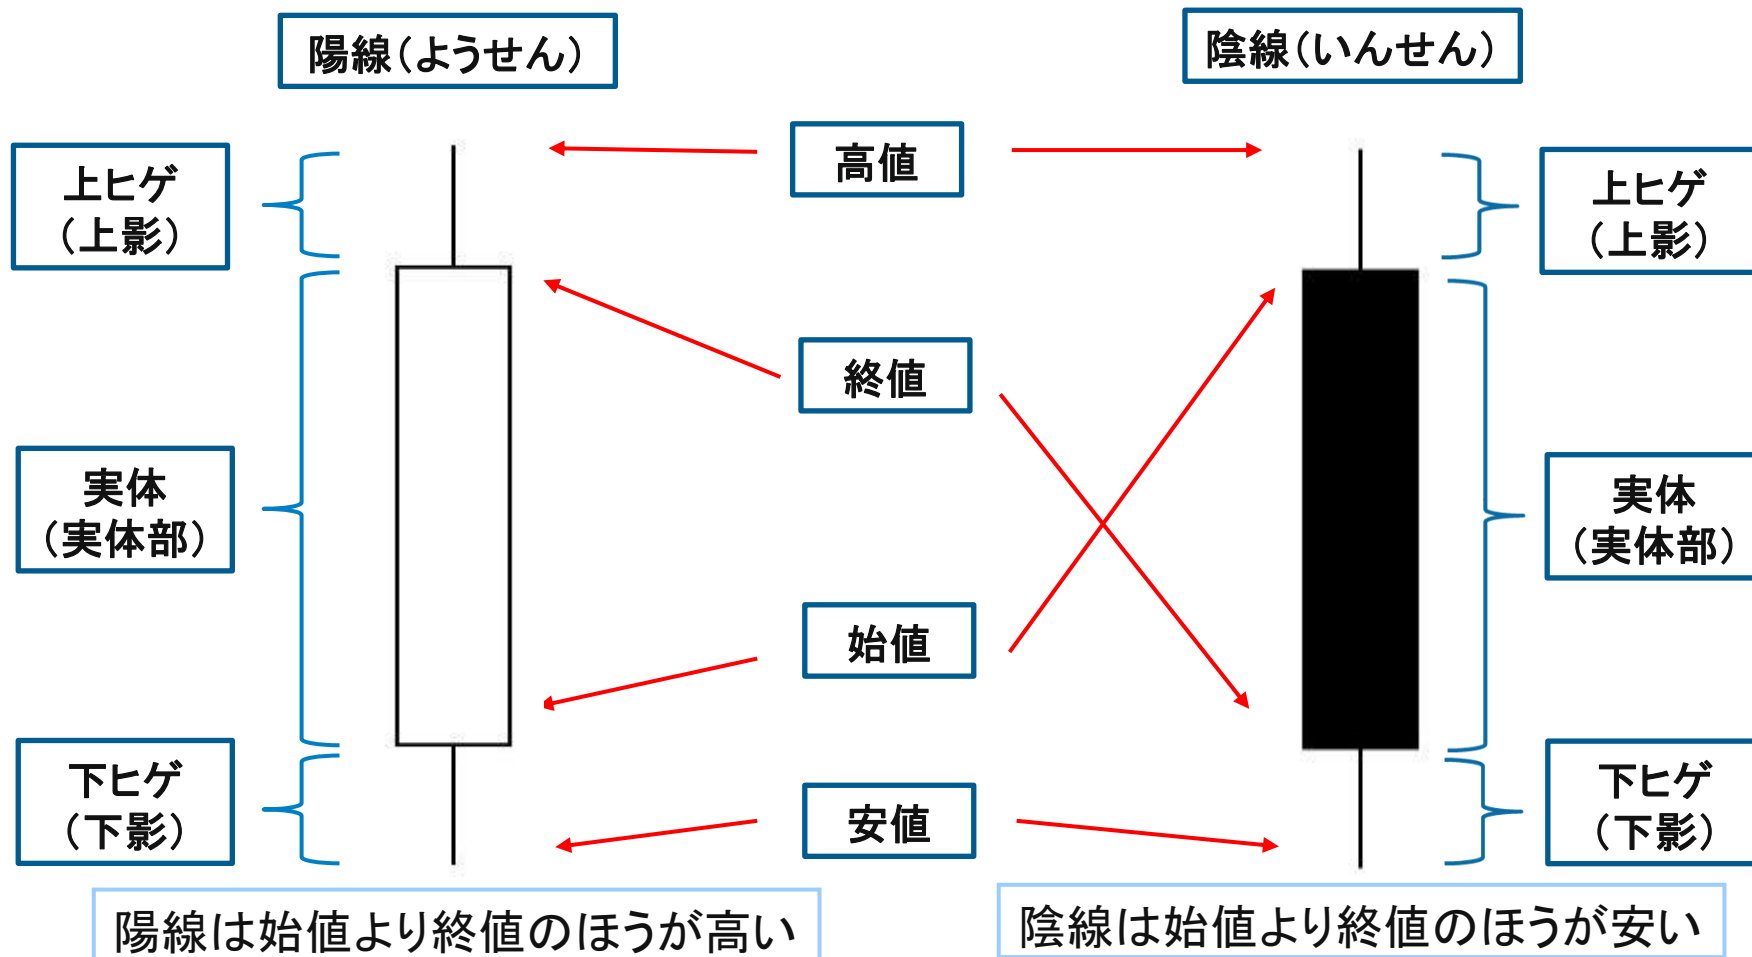 陽線(ようせん)
陰線(いんせん)
高値
上ヒゲ
(上影)
上ヒゲ
(上影)
終値
実体
(実体部)
実体
(実体部)
始値
下ヒゲ
(下影)
安値
下ヒゲ
(下影)
陽線は始値より終値のほうが高い
陰線は始値より終値のほうが安い